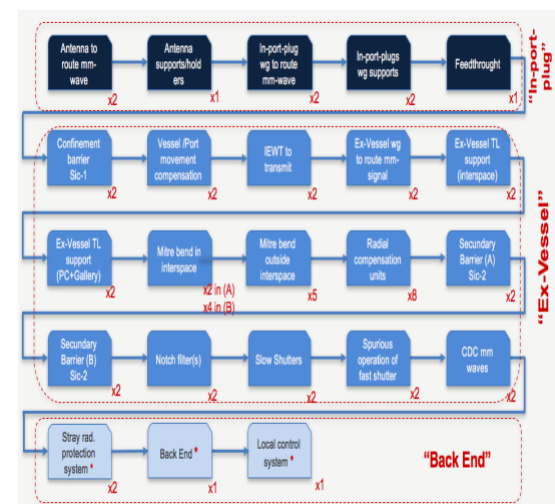 Antenna to
route mm-
wave
x2
Antenna
supports/hold
ers
x1
In-port-plug
wg to route
mm-wave
x2
In-port-plugs
wg supports
x2
Feedthrought
x1
"In-port-
plug"
Confinement
barrier
Sic-1
x2
Vessel /Port
movement
compensation
x2
IEWT to
transmit
x2
Ex-Vessel wg
to route mm-
signal
x2
Ex-Vessel TL
support
(interspace)
x2
Ex-Vessel TL
support
(PC+Gallery)
x2
Mitre bend in
interspace
x2 in (A)
x4 in (B)
Mitre bend
outside
interspace
x5
Radial
compensation
units
x8
Secondary
Barrier (A)
Sic-2
x2
"Ex-Vessel"
Secundary
Barrier (B)
Sic-2
x2
Notch filter(s)
x2
Slow Shutters
x2
Spurious
operation of
fast shutter
x2
CDC mm
waves
x2
Stray rad.
protection
system *
x2
Back End *
x1
Local control
system *
x1
"Back End"